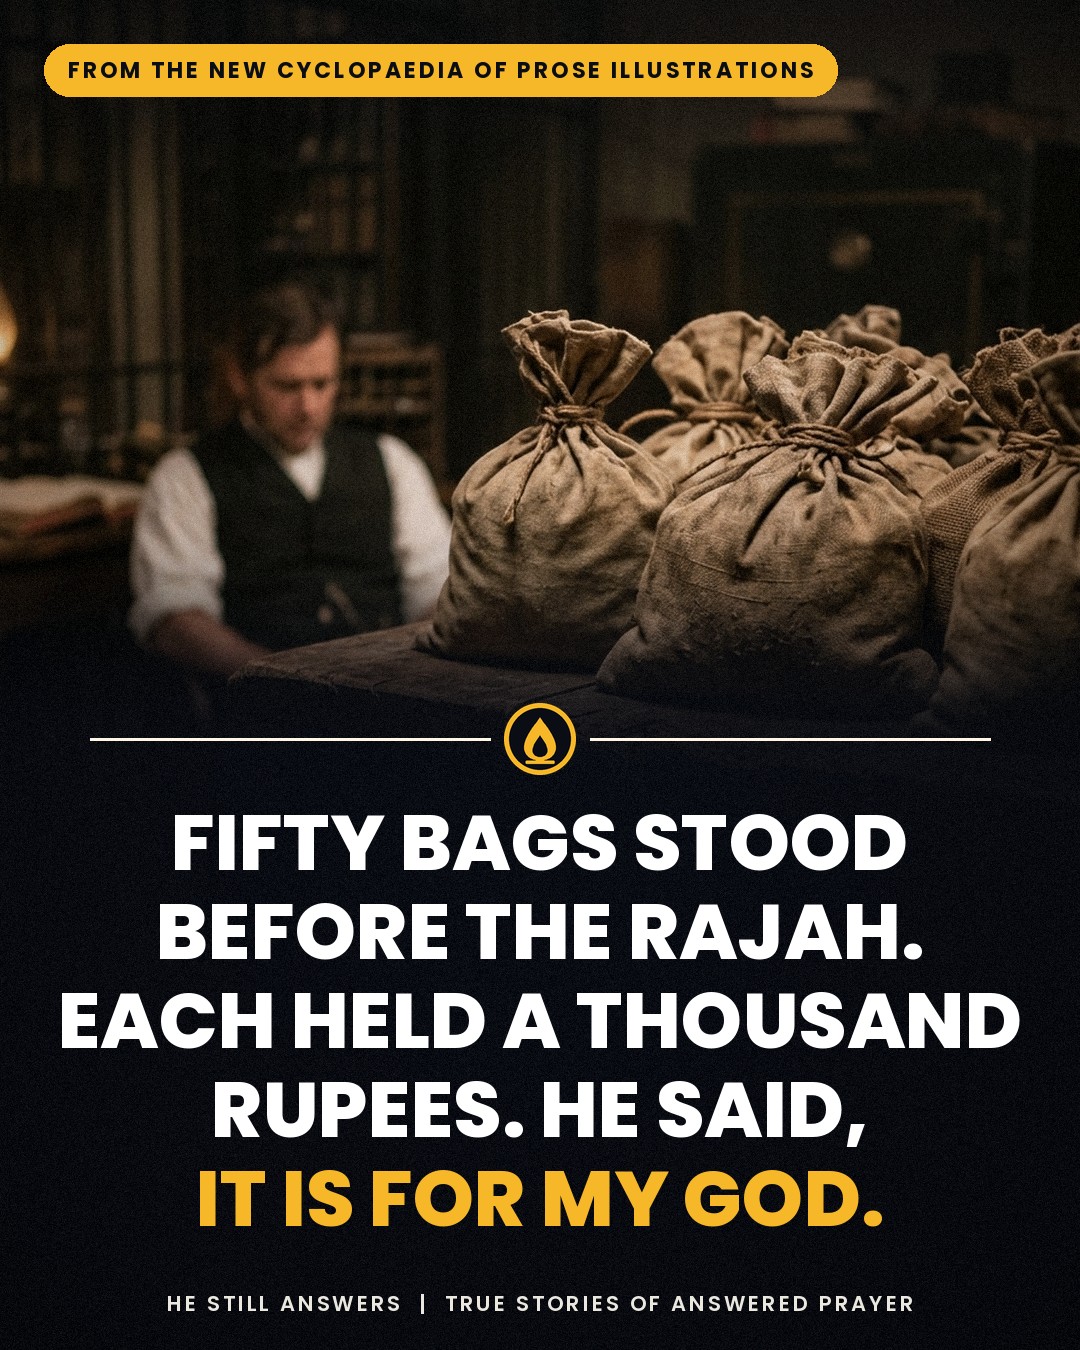 FROM THE NEW CYCLOPAEDIA OF PROSE ILLUSTRATIONS
FIFTY BAGS STOOD
BEFORE THE RAJAH.
EACH HELD A THOUSAND
RUPEES. HE SAID,
IT IS FOR MY GOD.
HE STILL ANSWERS | TRUE STORIES OF ANSWERED PRAYER